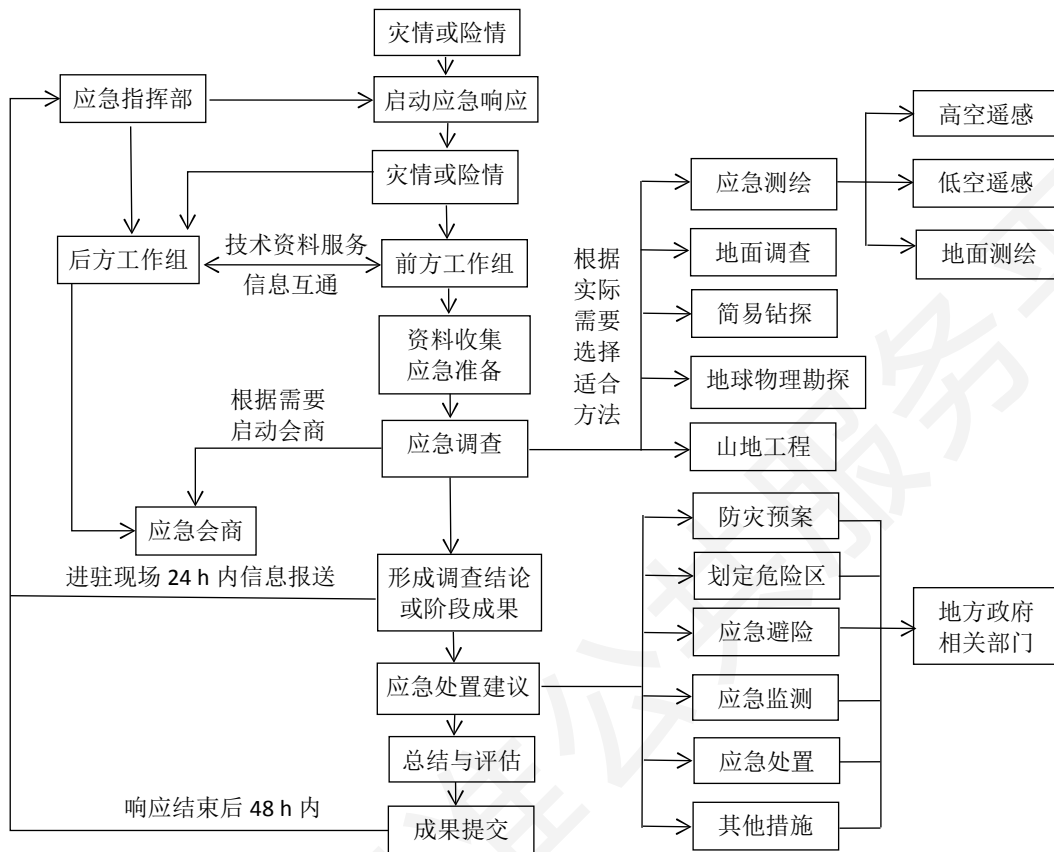 灾情或险情
应急指挥部
启动应急响应
高空遥感
灾情或险情
应急测绘
低空遥感
后方工作组
技术资料服务
信息互通
前方工作组
根据
实际
需要
选择
适合
方法
地面调查
地面测绘
简易钻探
资料收集
应急准备
地球物理勘探
根据需要
启动会商
应急调查
山地工程
应急会商
防灾预案
进驻现场 24 h 内信息报送
形成调查结论
或阶段成果
划定危险区
应急避险
地方政府
相关部门
应急处置建议
应急监测
总结与评估
应急处置
响应结束后 48 h 内
成果提交
其他措施
准公共服务平